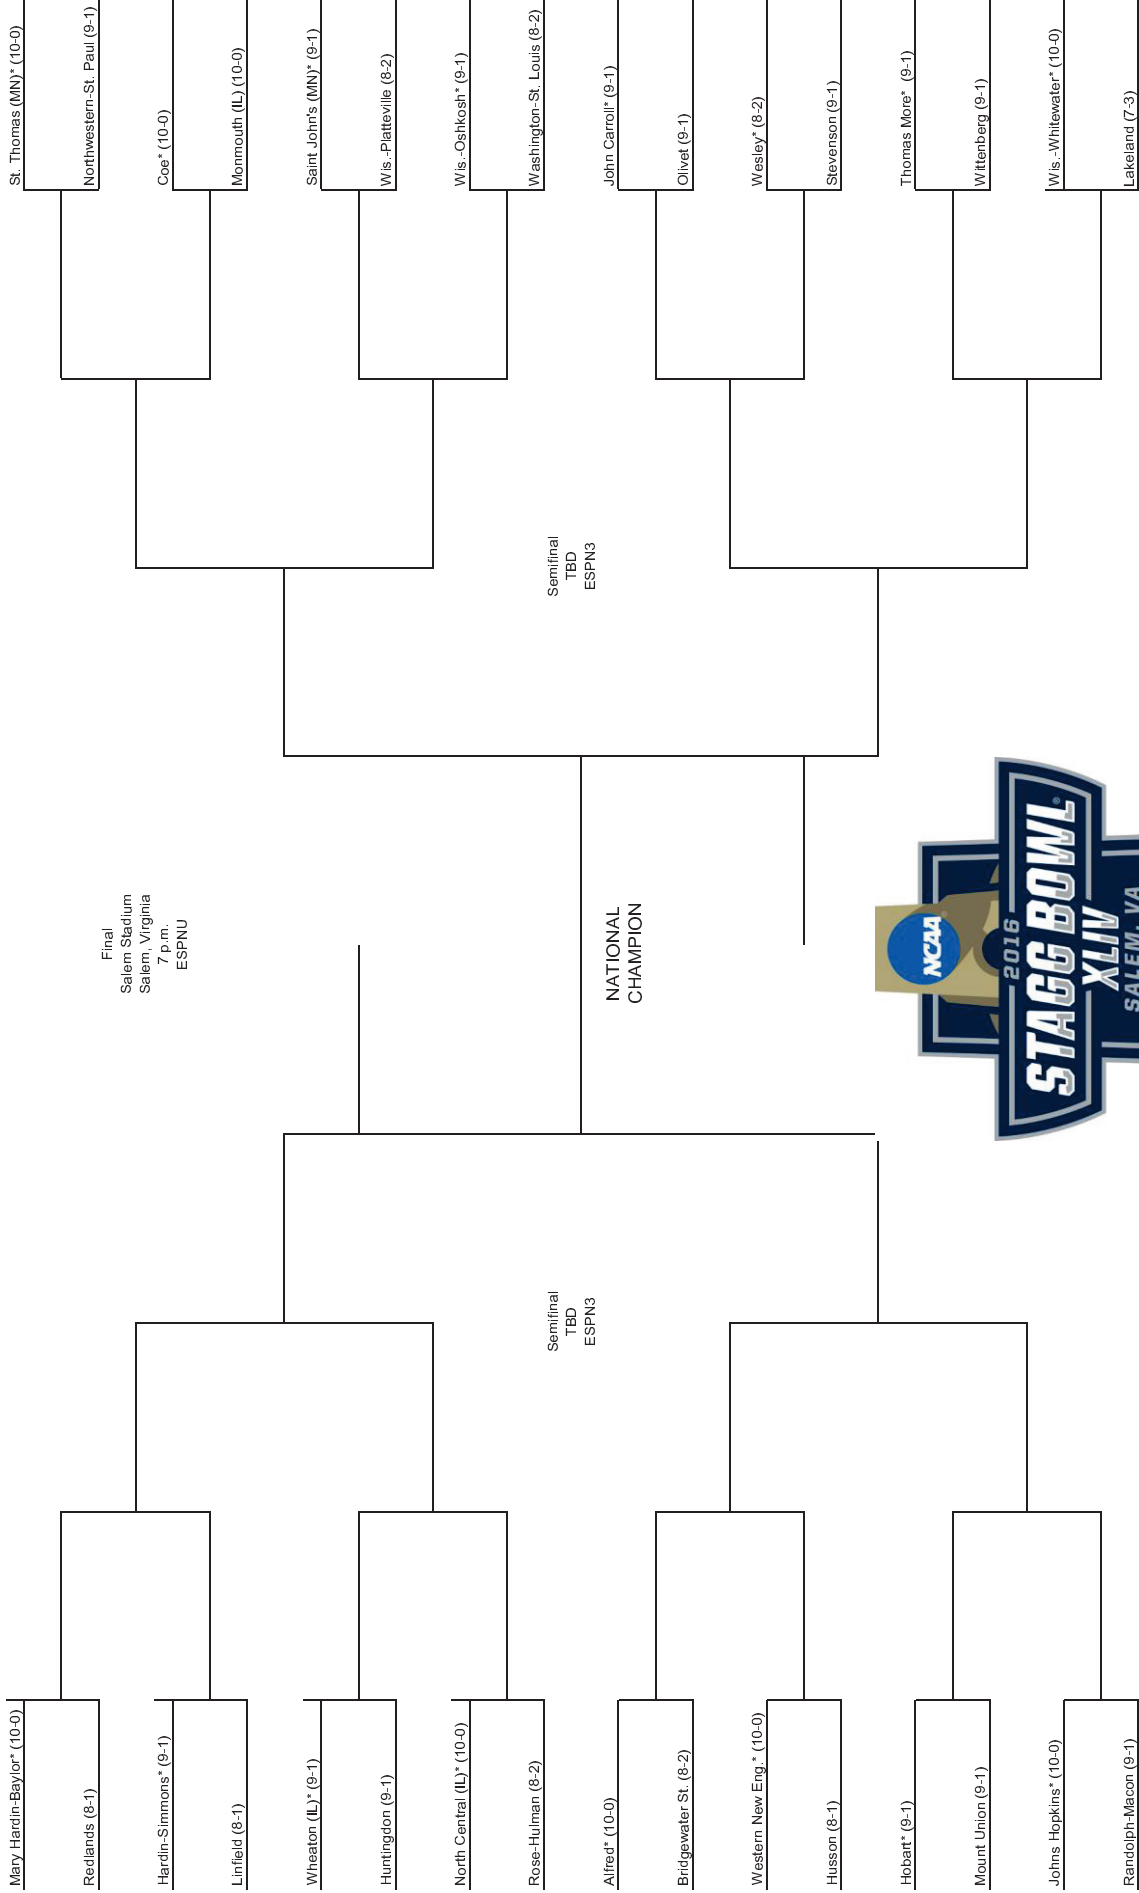 Mary Hardin-Baylor* (10-0)
Redlands (8-1)
Hardin-Simmons* (9-1)
Linfield (8-1)
Wheaton (IL)* (9-1)
Huntingdon (9-1)
North Central (IL)* (10-0)
Rose-Hulman (8-2)
Alfred* (10-0)
Bridgewater St. (8-2)
Western New Eng.* (10-0)
Husson (8-1)
Hobart* (9-1)
Mount Union (9-1)
Johns Hopkins* (10-0)
Randolph-Macon (9-1)
Semifinal
TBD
ESPN3
Final
Salem Stadium
Salem, Virginia
7 p.m.
ESPNU
NATIONAL
CHAMPION
NCAA
2016
STAGG BOWL®
XLIV
SALEM, VA
Semifinal
TBD
ESPN3
St. Thomas (MN)* (10-0)
Northwestern-St. Paul (9-1)
Coe* (10-0)
Monmouth (IL) (10-0)
Saint John's (MN)* (9-1)
Wis.-Platteville (8-2)
Wis.-Oshkosh* (9-1)
Washington-St. Louis (8-2)
John Carroll* (9-1)
Olivet (9-1)
Wesley* (8-2)
Stevenson (9-1)
Thomas More* (9-1)
Wittenberg (9-1)
Wis.-Whitewater* (10-0)
Lakeland (7-3)